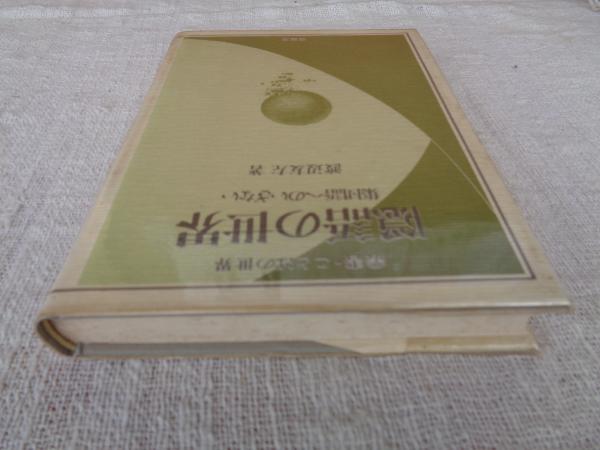 叢書・ことばの世界
隠語の世界
集団語へのいざない
渡辺友左 著